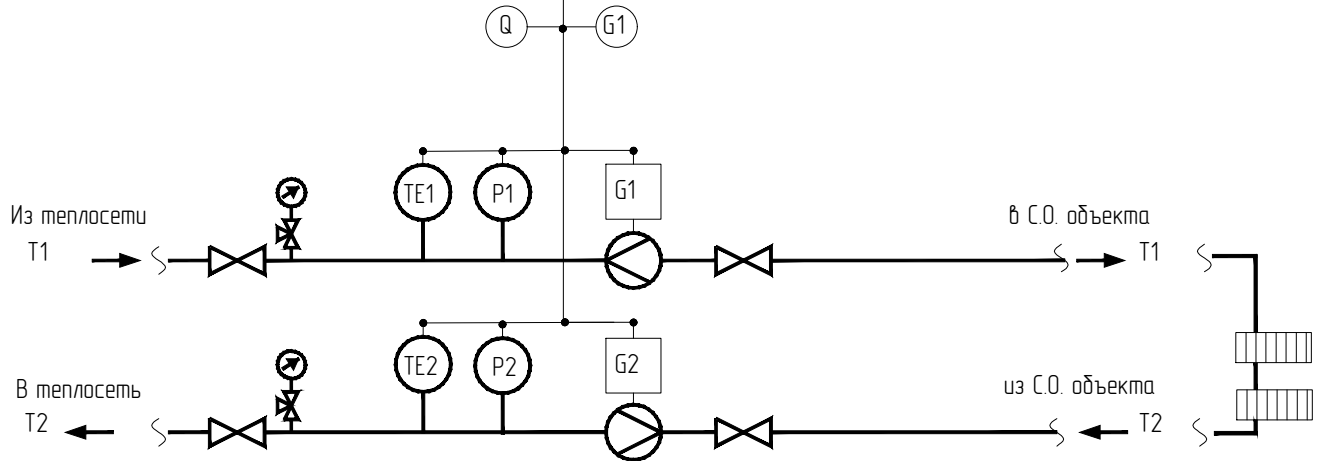 Q
G1
TE1
P1
G1
Из теплосети
T1
в С.О. объекта
T1
TE2
P2
G2
В теплосеть
T2
из С.О. объекта
T2